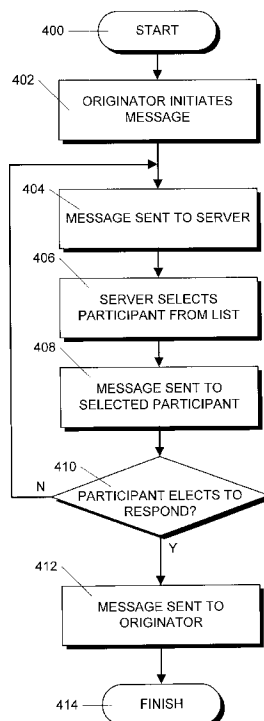 400
START
402
ORIGINATOR INITIATES
MESSAGE
404
MESSAGE SENT TO SERVER
406
SERVER SELECTS
PARTICIPANT FROM LIST
408
MESSAGE SENT TO
SELECTED PARTICIPANT
410
N
PARTICIPANT ELECTS TO
RESPOND?
Y
412
MESSAGE SENT TO
ORIGINATOR
414
FINISH